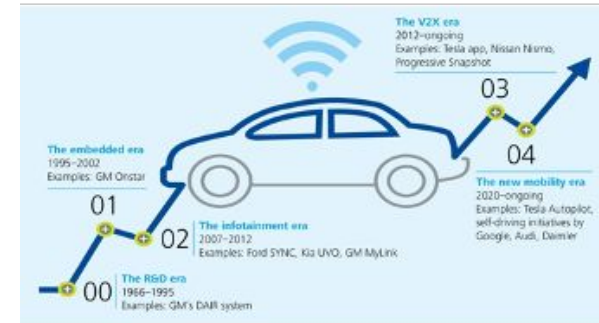 The V2X era
2012–ongoing
Examples: Tesla app, Nissan Nismo,
Progressive Snapshot
03
04
The new mobility era
2020–ongoing
Examples: Tesla Autopilot,
self-driving initiatives by
Google, Audi, Daimler
The embedded era
1995–2002
Examples: GM Onstar
01
02
The infotainment era
2007–2012
Examples: Ford SYNC, Kia UVO, GM MyLink
00
The R&D era
1966–1995
Examples: GM's DAIR system